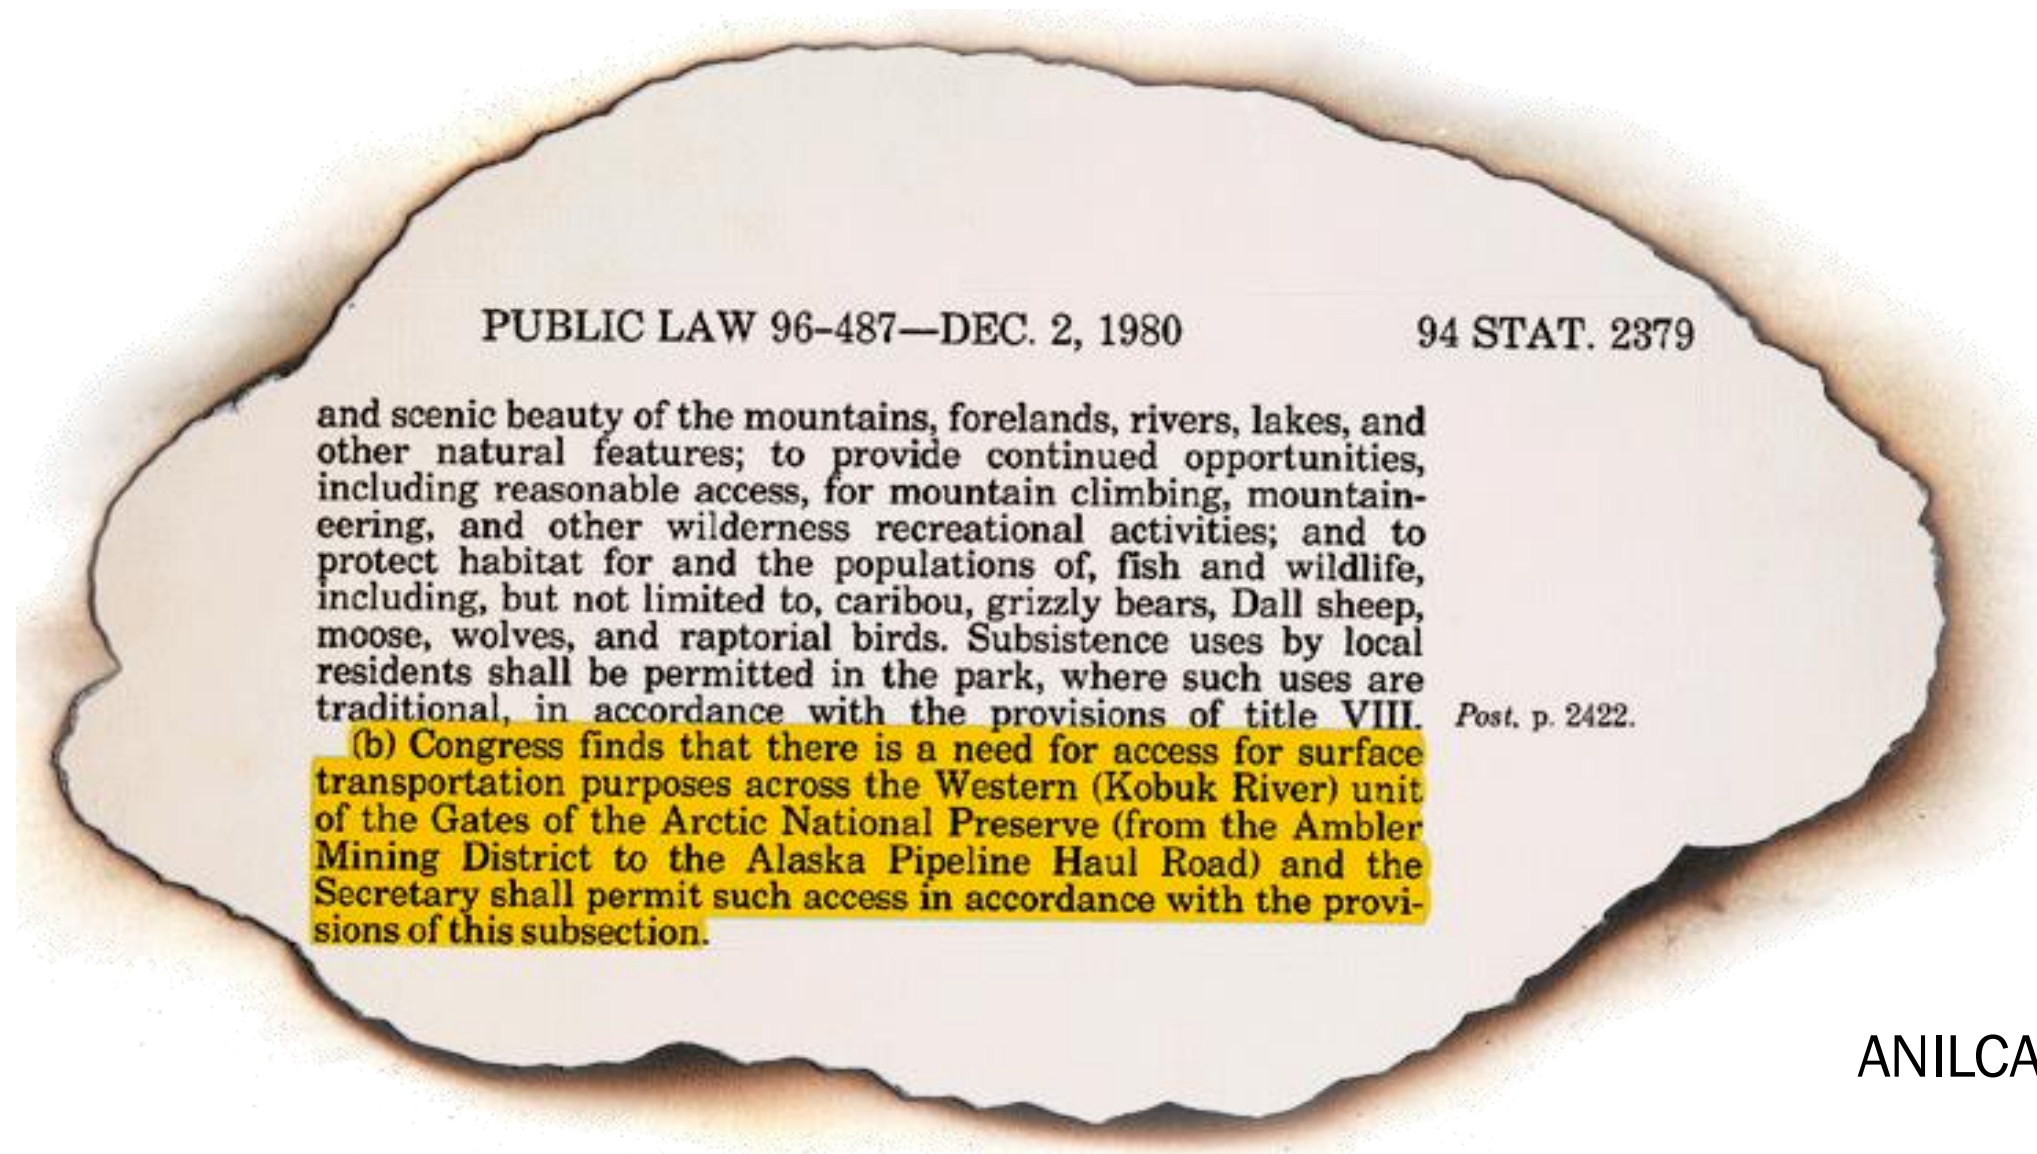 PUBLIC LAW 96–487—DEC. 2, 1980 94 STAT. 2379
and scenic beauty of the mountains, forelands, rivers, lakes, and
other natural features; to provide continued opportunities,
including reasonable access, for mountain climbing, mountain-
eering, and other wilderness recreational activities; and to
protect habitat for and the populations of, fish and wildlife,
including, but not limited to, caribou, grizzly bears, Dall sheep,
moose, wolves, and raptorial birds. Subsistence uses by local
residents shall be permitted in the park, where such uses are
traditional, in accordance with the provisions of title VIII. Post, p. 2422.
(b) Congress finds that there is a need for access for surface
transportation purposes across the Western (Kobuk River) unit
of the Gates of the Arctic National Preserve (from the Ambler
Mining District to the Alaska Pipeline Haul Road) and the
Secretary shall permit such access in accordance with the provi-
sions of this subsection.
ANILCA